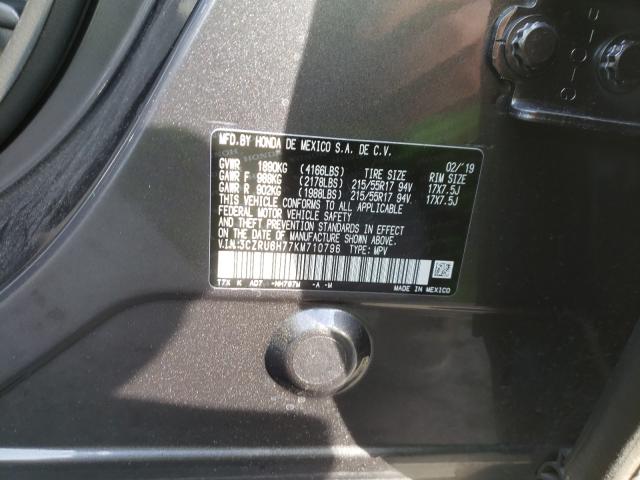 MFD.BY HONDA DE MEXICO S.A. DE C.V.
GVWR 1890KG (4166LBS) TIRE SIZE 02/'19 RIM SIZE
GAWR F 988KG (2178LBS) 215/55R17 94V 17X7.5J
GAWR R 902KG (1988LBS) 215/55R17 94V 17X7.5J
THIS VEHICLE CONFORMS TO ALL APPLICABLE
FEDERAL MOTOR VEHICLE SAFETY
AND THEFT PREVENTION STANDARDS IN EFFECT
ON THE DATE OF MANUFACTURE SHOWN ABOVE.
V.I.N:3CZRU6H77KM710796 TYPE: MPV
T7X K AD7 -NH797M -A -M MADE IN MEXICO